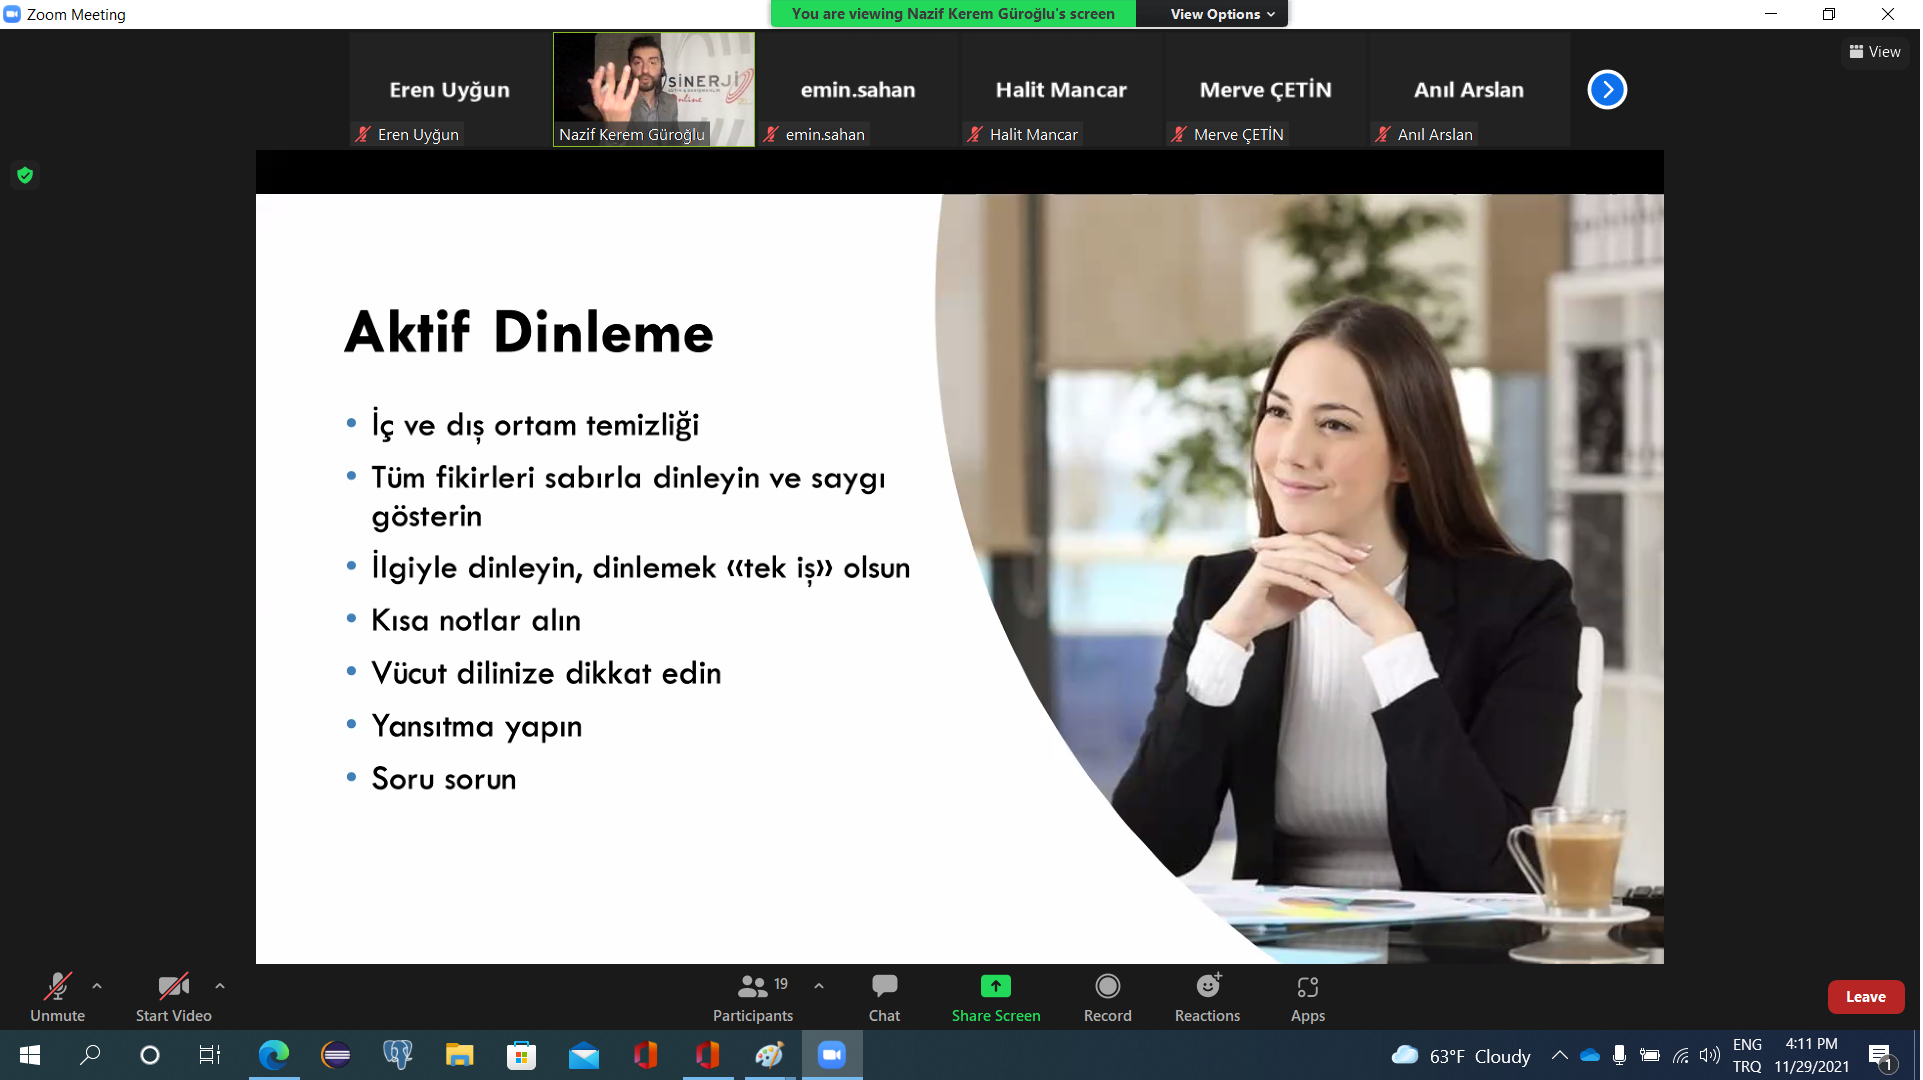 Zoom Meeting
You are viewing Nazif Kerem Güroğlu's screen
View Options
View
Eren Uyğun
SİNERJİ
online
emin.sahan
Halit Mancar
Merve ÇETİN
Anıl Arslan
Eren Uyğun
Nazif Kerem Güroğlu
emin.sahan
Halit Mancar
Merve ÇETİN
Anıl Arslan
Aktif Dinleme
• İç ve dış ortam temizliği
• Tüm fikirleri sabırla dinleyin ve saygı
gösterin
• İlgiyle dinleyin, dinlemek «tek iş» olsun
• Kısa notlar alın
• Vücut dilinize dikkat edin
• Yansıtma yapın
• Soru sorun
Unmute
Start Video
19
Participants
Chat
Share Screen
Record
Reactions
Apps
Leave
63°F Cloudy
ENG
TRQ
4:11 PM
11/29/2021
1